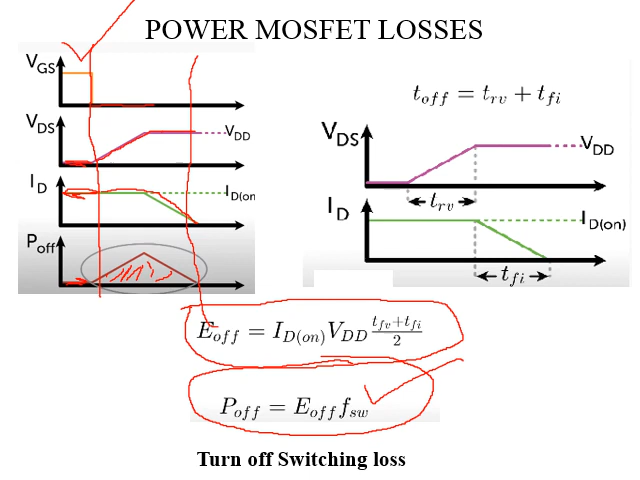 POWER MOSFET LOSSES
V_GS
V_DS
V_DD
I_D
I_D(on
P_off
t_off = t_rv + t_fi
V_DS
V_DD
t_rv
I_D
I_D(on)
t_fi
E_off = I_D(on) V_DD (t_fv + t_fi)/2
P_off = E_off f_sw
Turn off Switching loss